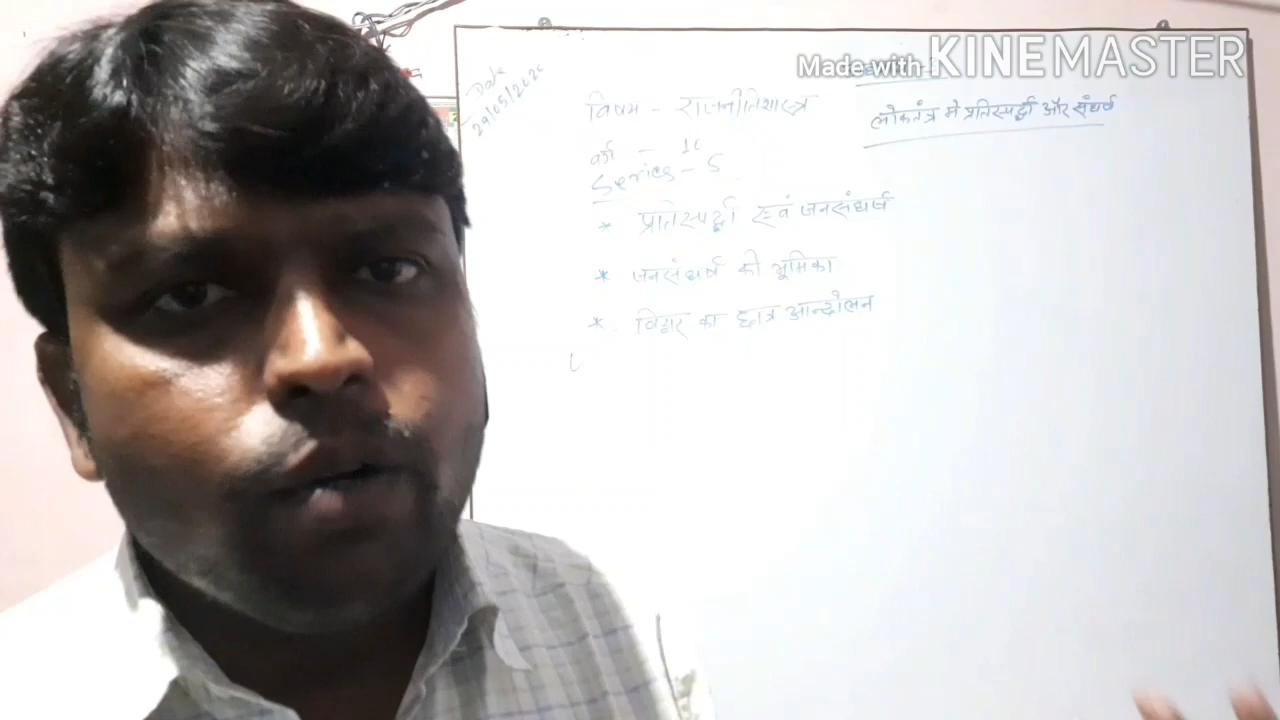 Made with KINEMASTER
Date
29/05/2020
विषय - राजनीतिशास्त्र
लोकतंत्र में प्रतिस्पर्द्धा और संघर्ष
वर्ग - 10
Series - 5
* प्रतिस्पर्द्धा एवं जनसंघर्ष
* जनसंघर्ष की भूमिका
* बिहार का छात्र आन्दोलन